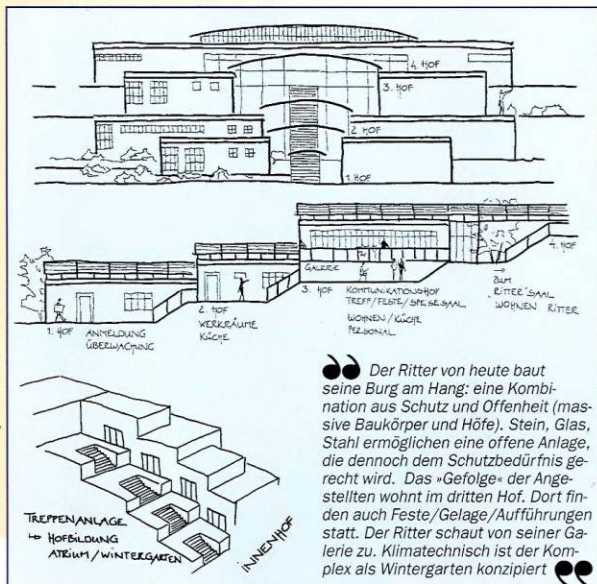 4. HOF
3. HOF
2. HOF
1. HOF
GALERIE
4. HOF
3. HOF KOMMUNIKATIONSHOF
TREFF/FESTE/SPEISESAAL
WOHNEN/KÜCHE
PERSONAL
→
ZUM
"RITTER"SAAL
WOHNEN RITTER
2. HOF
WERKRÄUME
KÜCHE
1. HOF ANMELDUNG
ÜBERWACHUNG
Der Ritter von heute baut
seine Burg am Hang: eine Kombi-
nation aus Schutz und Offenheit (mas-
sive Baukörper und Höfe). Stein, Glas,
Stahl ermöglichen eine offene Anlage,
die dennoch dem Schutzbedürfnis ge-
recht wird. Das »Gefolge« der Ange-
stellten wohnt im dritten Hof. Dort fin-
den auch Feste/Gelage/Aufführungen
statt. Der Ritter schaut von seiner Ga-
lerie zu. Klimatechnisch ist der Kom-
plex als Wintergarten konzipiert
TREPPENANLAGE
↳ HOFBILDUNG
ATRIUM/WINTERGARTEN
INNENHOF